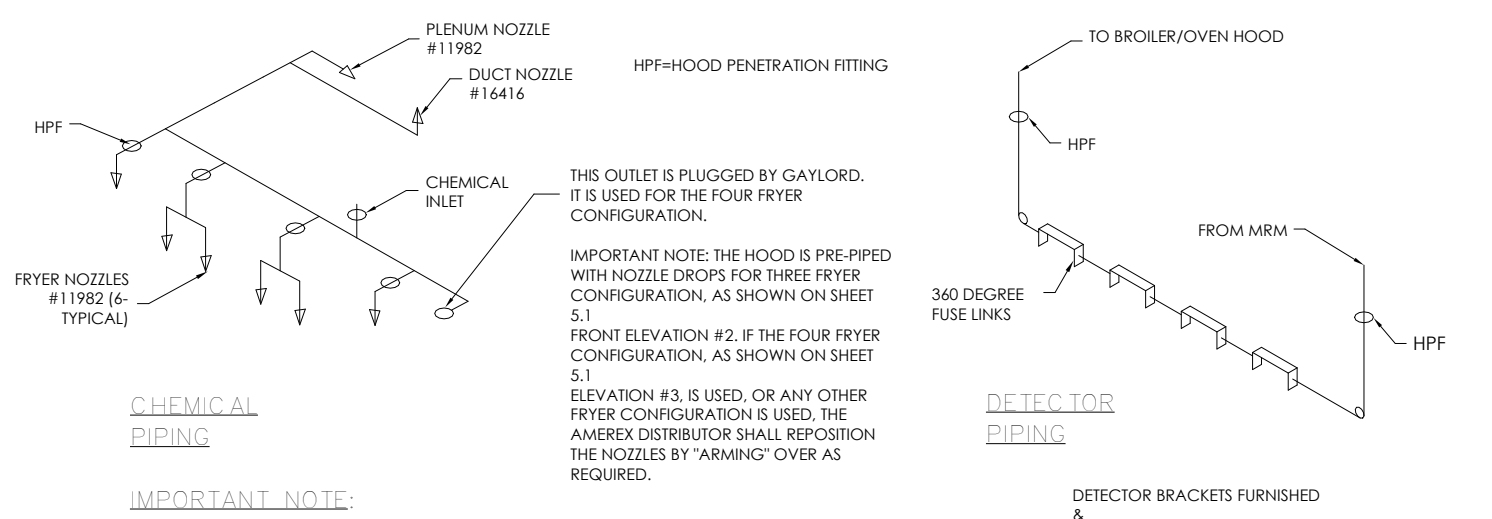 PLENUM NOZZLE
#11982
DUCT NOZZLE
#16416
HPF=HOOD PENETRATION FITTING
HPF
CHEMICAL
INLET
FRYER NOZZLES
#11982 (6-
TYPICAL)
THIS OUTLET IS PLUGGED BY GAYLORD.
IT IS USED FOR THE FOUR FRYER
CONFIGURATION.
IMPORTANT NOTE: THE HOOD IS PRE-PIPED
WITH NOZZLE DROPS FOR THREE FRYER
CONFIGURATION, AS SHOWN ON SHEET
5.1
FRONT ELEVATION #2. IF THE FOUR FRYER
CONFIGURATION, AS SHOWN ON SHEET
5.1
ELEVATION #3, IS USED, OR ANY OTHER
FRYER CONFIGURATION IS USED, THE
AMEREX DISTRIBUTOR SHALL REPOSITION
THE NOZZLES BY "ARMING" OVER AS
REQUIRED.
CHEMICAL
PIPING
IMPORTANT NOTE:
TO BROILER/OVEN HOOD
HPF
FROM MRM
360 DEGREE
FUSE LINKS
HPF
DETECTOR
PIPING
DETECTOR BRACKETS FURNISHED
&